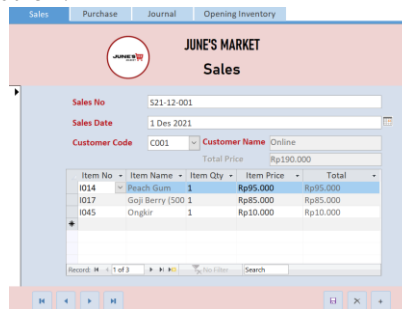 Sales Purchase Journal Opening Inventory
JUNE'S
JUNE'S MARKET
Sales
Sales No S21-12-001
Sales Date 1 Des 2021
Customer Code C001 Customer Name Online
Total Price Rp190.000
Item No Item Name Item Qty Item Price Total
I014 Peach Gum 1 Rp95.000 Rp95.000
I017 Goji Berry (500 1 Rp85.000 Rp85.000
I045 Ongkir 1 Rp10.000 Rp10.000
Record: 1 of 3 No Filter Search